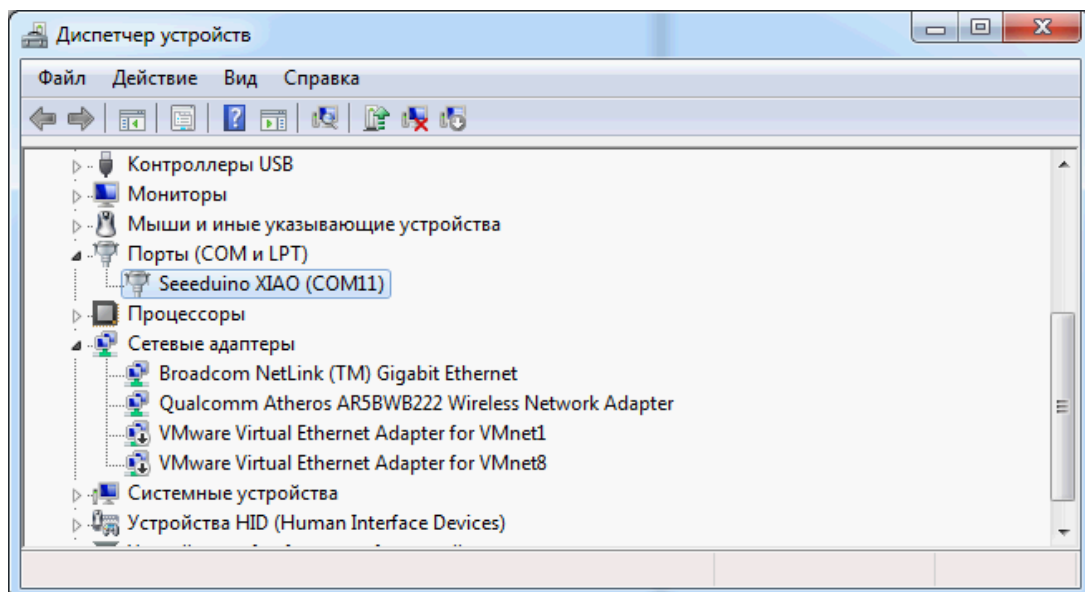 Диспетчер устройств
Файл Действие Вид Справка
Контроллеры USB
Мониторы
Мыши и иные указывающие устройства
Порты (COM и LPT)
Seeeduino XIAO (COM11)
Процессоры
Сетевые адаптеры
Broadcom NetLink (TM) Gigabit Ethernet
Qualcomm Atheros AR5BWB222 Wireless Network Adapter
VMware Virtual Ethernet Adapter for VMnet1
VMware Virtual Ethernet Adapter for VMnet8
Системные устройства
Устройства HID (Human Interface Devices)